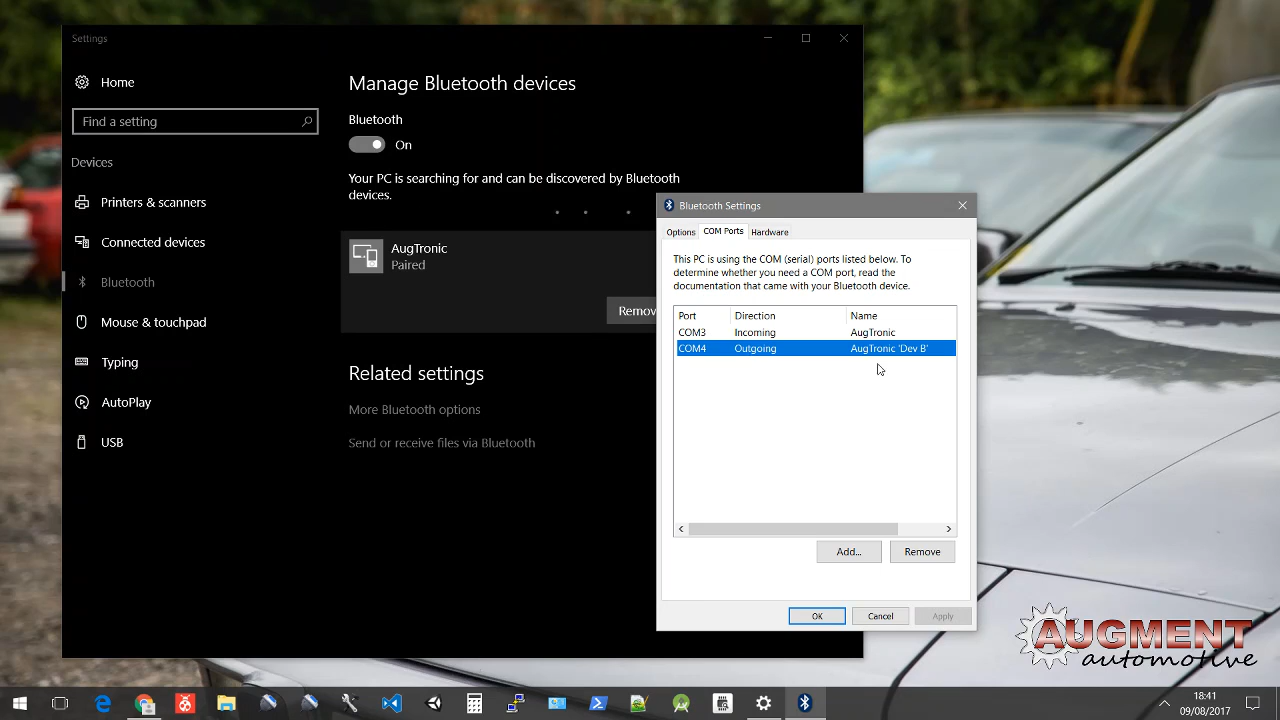 Settings
Home
Find a setting
Devices
Printers & scanners
Connected devices
Bluetooth
Mouse & touchpad
Typing
AutoPlay
USB
Manage Bluetooth devices
Bluetooth
On
Your PC is searching for and can be discovered by Bluetooth
devices.
AugTronic
Paired
Remov
Related settings
More Bluetooth options
Send or receive files via Bluetooth
Bluetooth Settings
Options COM Ports Hardware
This PC is using the COM (serial) ports listed below. To
determine whether you need a COM port, read the
documentation that came with your Bluetooth device.
Port Direction Name
COM3 Incoming AugTronic
COM4 Outgoing AugTronic 'Dev B'
Add... Remove
OK Cancel Apply
AUGMENT
automotive
18:41
09/08/2017